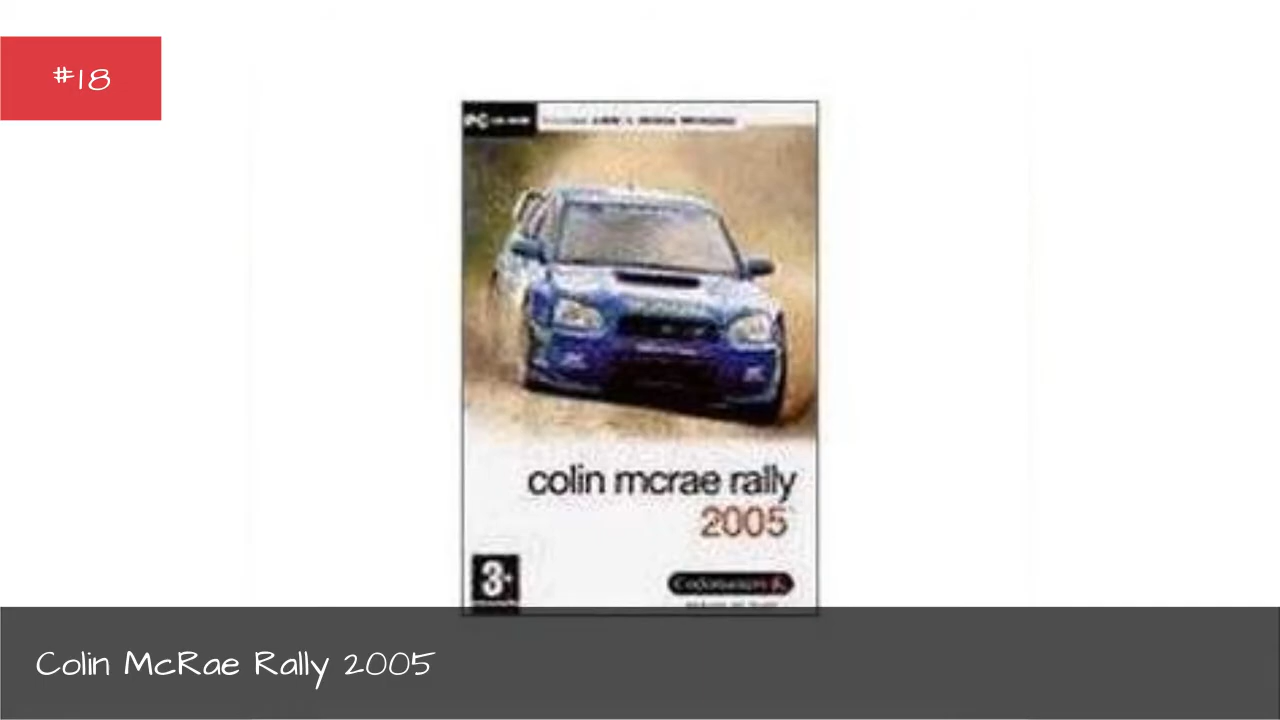 #18
PC
colin mcrae rally
2005
3+
Codemasters
Colin McRae Rally 2005